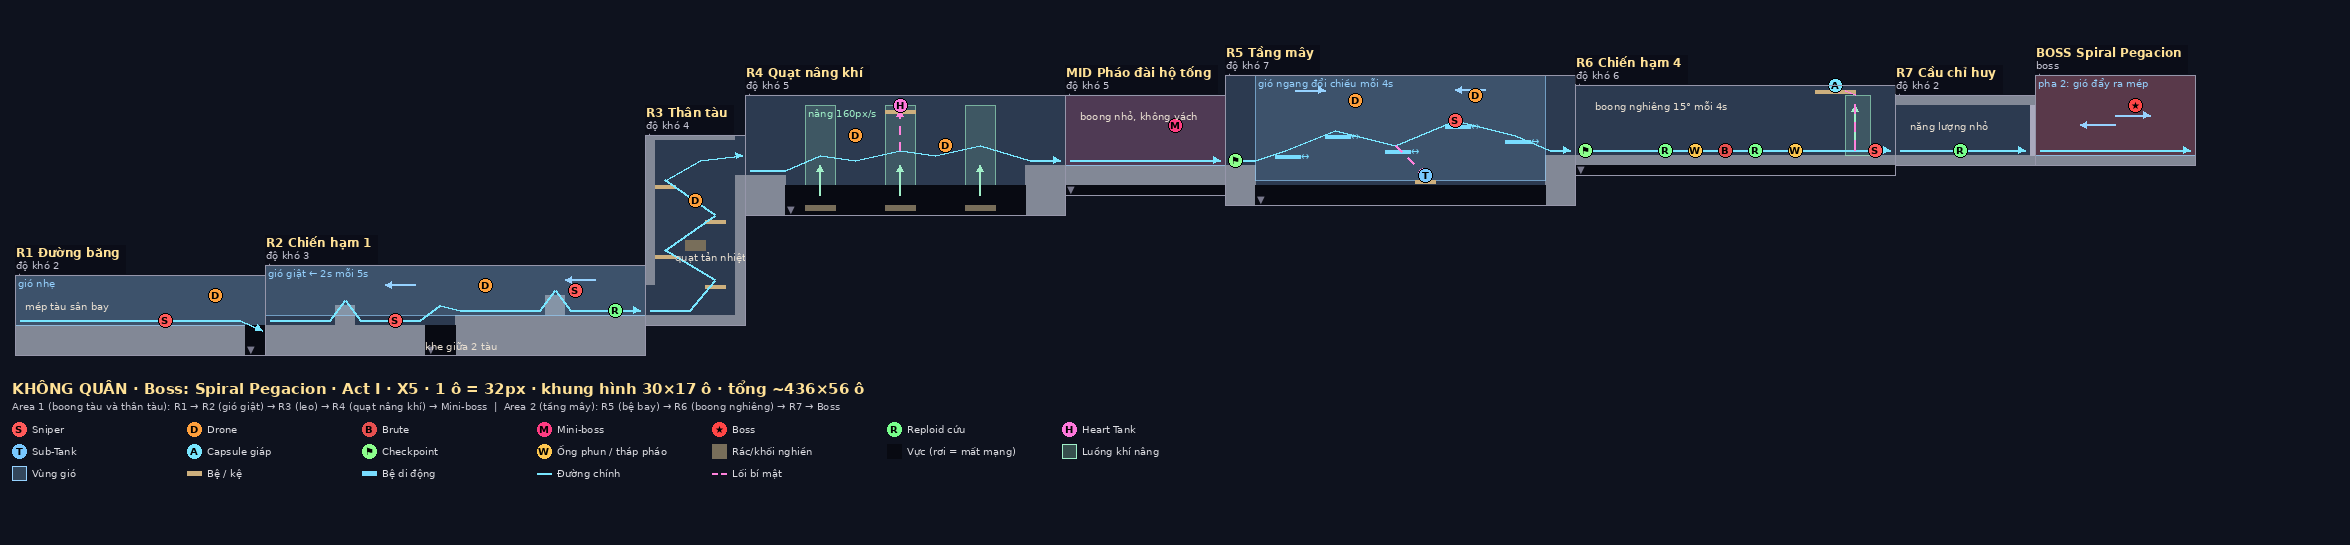 R1 Đường băng
độ khó 2
gió nhẹ
mép tàu sân bay
D
S
R2 Chiến hạm 1
độ khó 3
gió giật ← 2s mỗi 5s
D
S
S
R
khe giữa 2 tàu
R3 Thân tàu
độ khó 4
D
quạt tản nhiệt
R4 Quạt nâng khí
độ khó 5
nâng 160px/s
H
D
D
MID Pháo đài hộ tống
độ khó 5
boong nhỏ, không vách
M
R5 Tầng mây
độ khó 7
gió ngang đổi chiều mỗi 4s
D
D
S
T
R6 Chiến hạm 4
độ khó 6
boong nghiêng 15° mỗi 4s
A
R
W
B
R
W
S
R7 Cầu chỉ huy
độ khó 2
năng lượng nhỏ
R
BOSS Spiral Pegacion
boss
pha 2: gió đẩy ra mép
KHÔNG QUÂN · Boss: Spiral Pegacion · Act I · X5 · 1 ô = 32px · khung hình 30×17 ô · tổng ~436×56 ô
Area 1 (boong tàu và thân tàu): R1 → R2 (gió giật) → R3 (leo) → R4 (quạt nâng khí) → Mini-boss | Area 2 (tầng mây): R5 (bệ bay) → R6 (boong nghiêng) → R7 → Boss
S Sniper D Drone B Brute M Mini-boss ★ Boss R Reploid cứu H Heart Tank
T Sub-Tank A Capsule giáp Checkpoint W Ống phun / tháp pháo Rác/khối nghiến Vực (rơi = mất mạng) Luồng khí nâng
Vùng gió Bệ / kệ Bệ di động Đường chính Lối bí mật